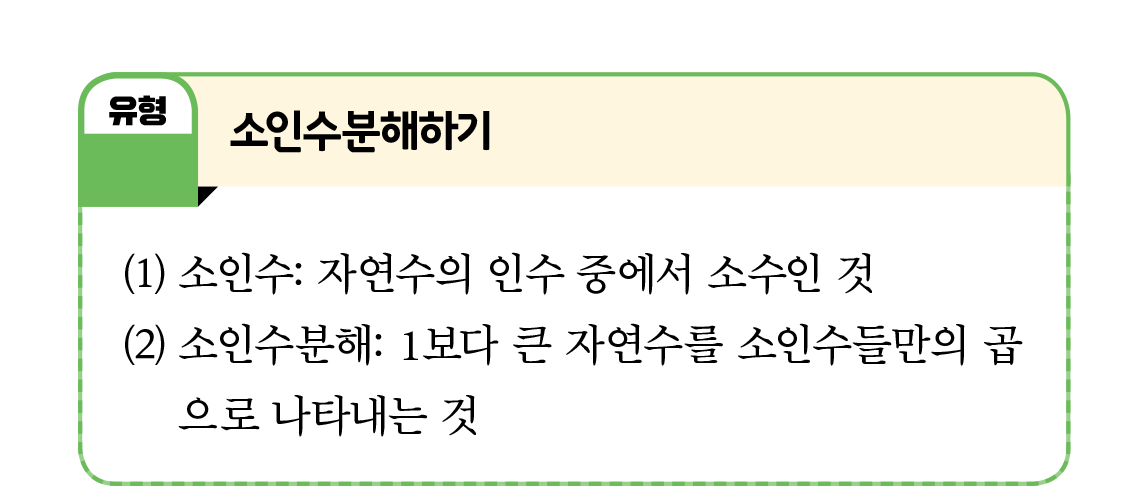 유형
소인수분해하기
(1) 소인수: 자연수의 인수 중에서 소수인 것
(2) 소인수분해: 1보다 큰 자연수를 소인수들만의 곱
으로 나타내는 것